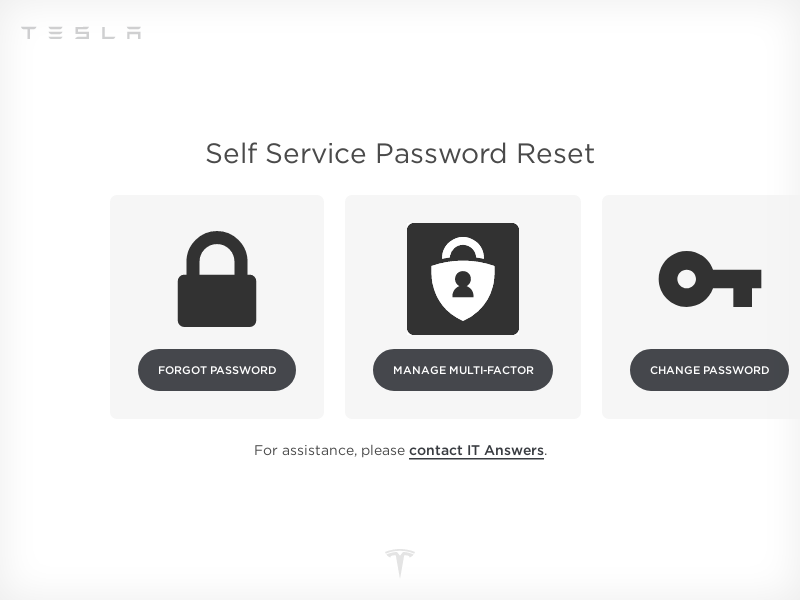 TESLA
Self Service Password Reset
FORGOT PASSWORD
MANAGE MULTI-FACTOR
CHANGE PASSWORD
For assistance, please contact IT Answers.